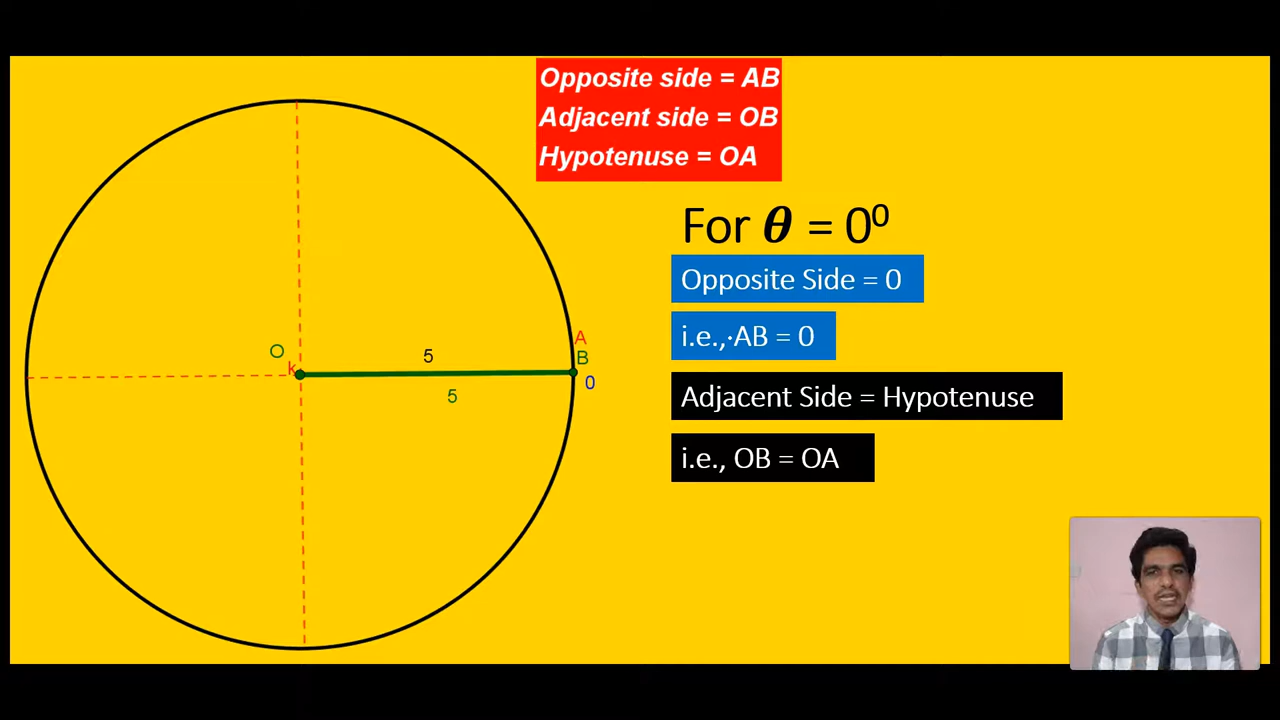 Opposite side = AB
Adjacent side = OB
Hypotenuse = OA
For 𝜽 = 0⁰
Opposite Side = 0
i.e.,·AB = 0
Adjacent Side = Hypotenuse
i.e., OB = OA
A
O
5
B
k
0
5